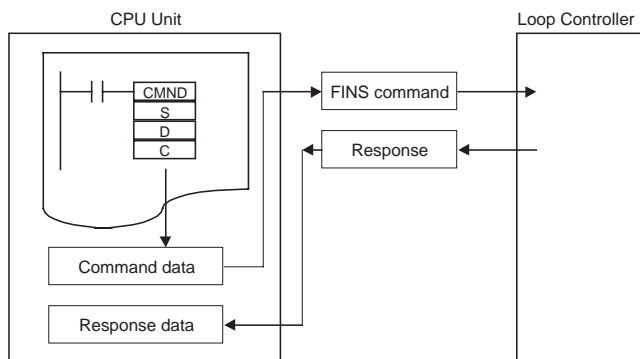 CPU Unit
Loop Controller
CMND
S
D
C
FINS command
Response
Command data
Response data